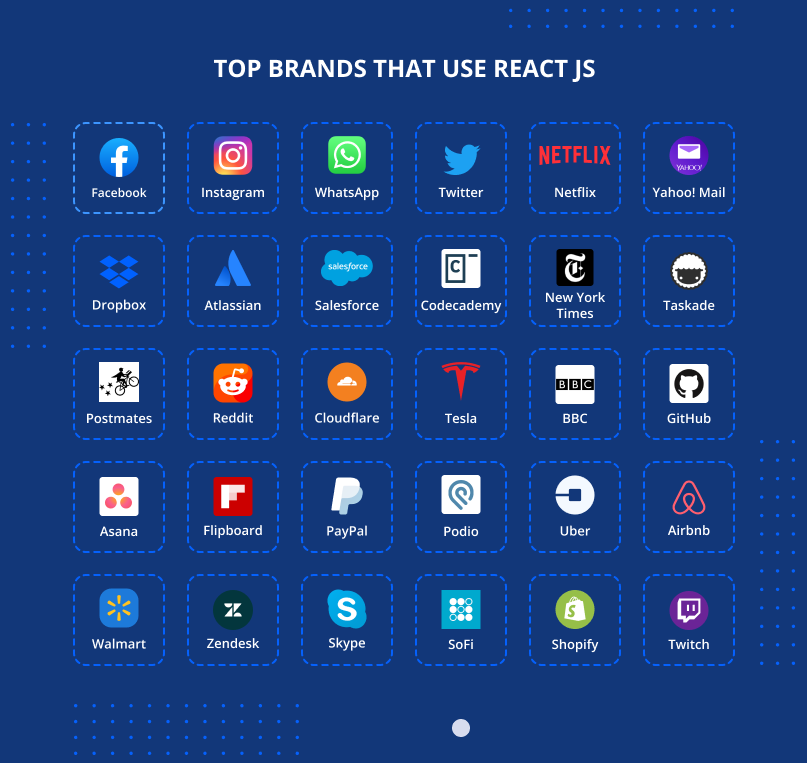 TOP BRANDS THAT USE REACT JS
NETFLIX
YAHOO!
Facebook
Instagram
WhatsApp
Twitter
Netflix
Yahoo! Mail
salesforce
C
Dropbox
Atlassian
Salesforce
Codecademy
New York
Times
Taskade
BBC
Postmates
Reddit
Cloudflare
Tesla
BBC
GitHub
Asana
Flipboard
PayPal
Podio
Uber
Airbnb
S
Walmart
Zendesk
Skype
SoFi
Shopify
Twitch